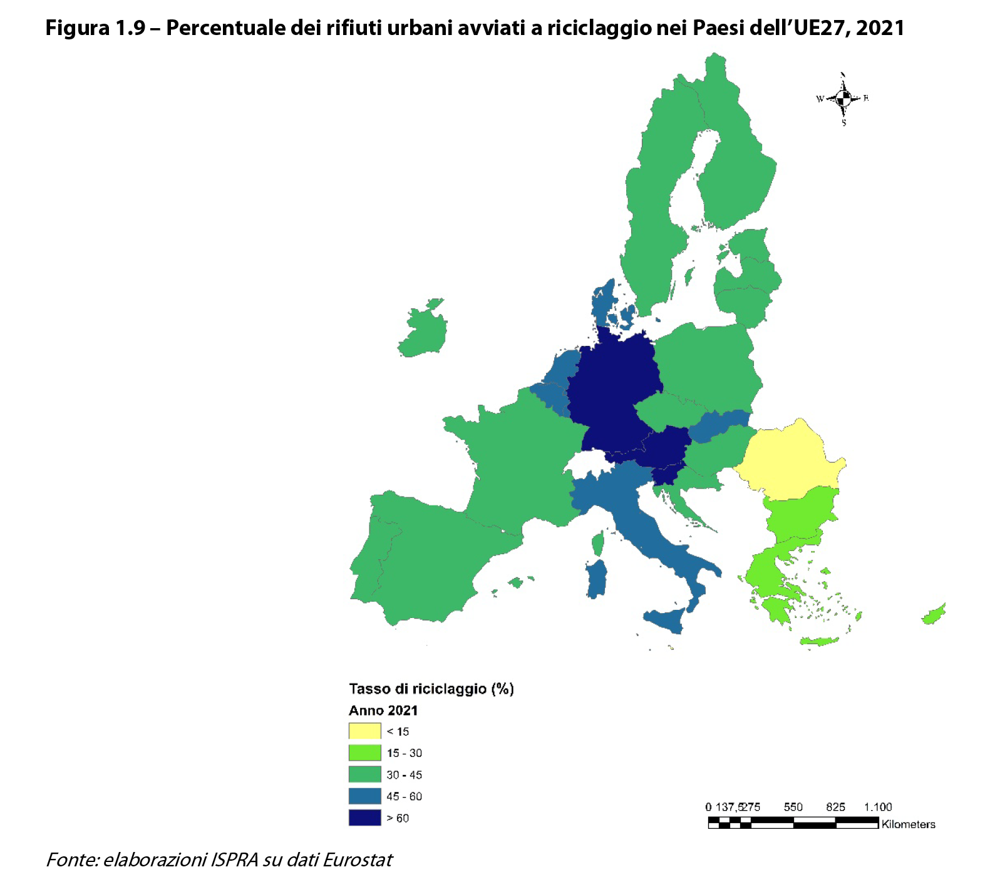 Figura 1.9 – Percentuale dei rifiuti urbani avviati a riciclaggio nei Paesi dell’UE27, 2021
N
W E
S
Tasso di riciclaggio (%)
Anno 2021
< 15
15 - 30
30 - 45
45 - 60
> 60
0 137,5275 550 825 1.100
Kilometers
Fonte: elaborazioni ISPRA su dati Eurostat